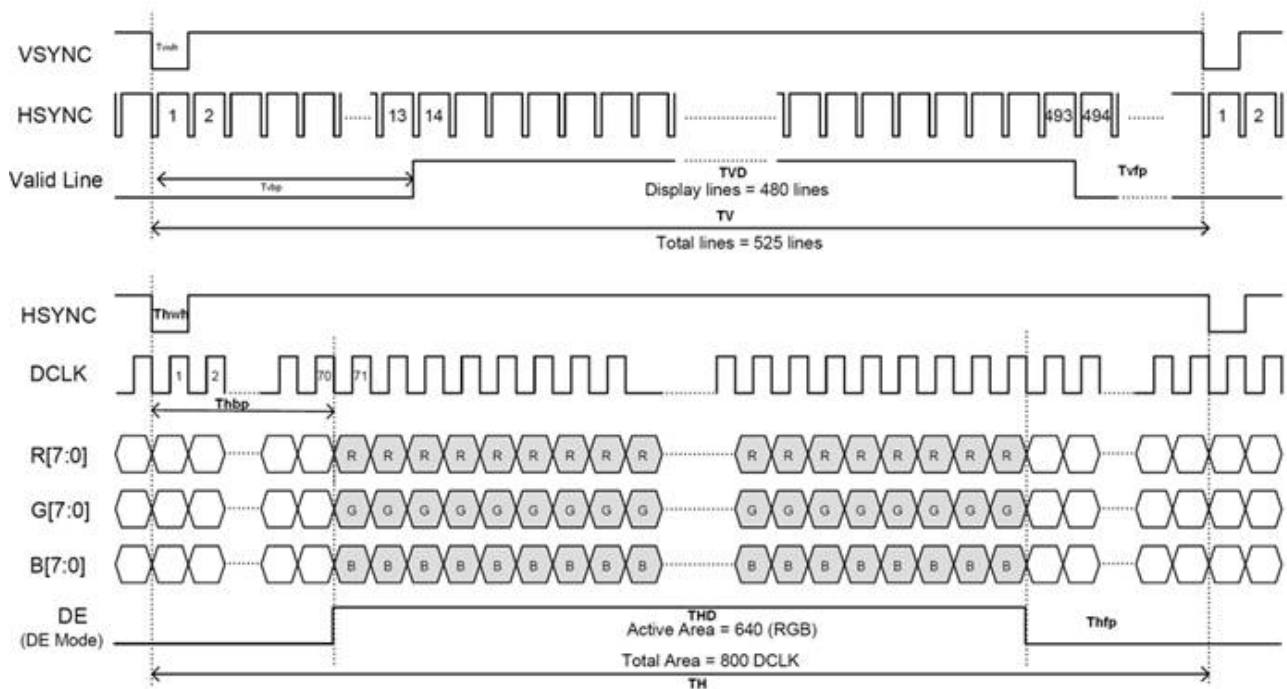 VSYNC
Tvwh
HSYNC
1 2 13 14 493 494 1 2
Valid Line
Tvbp
TVD
Display lines = 480 lines
Tvfp
TV
Total lines = 525 lines
HSYNC
Thwh
DCLK
1 2 70 71
Thbp
R[7:0]
R R R R R R R R R R R R R R R R R
G[7:0]
G G G G G G G G G G G G G G G G G
B[7:0]
B B B B B B B B B B B B B B B B B
DE
(DE Mode)
THD
Active Area = 640 (RGB)
Thfp
Total Area = 800 DCLK
TH